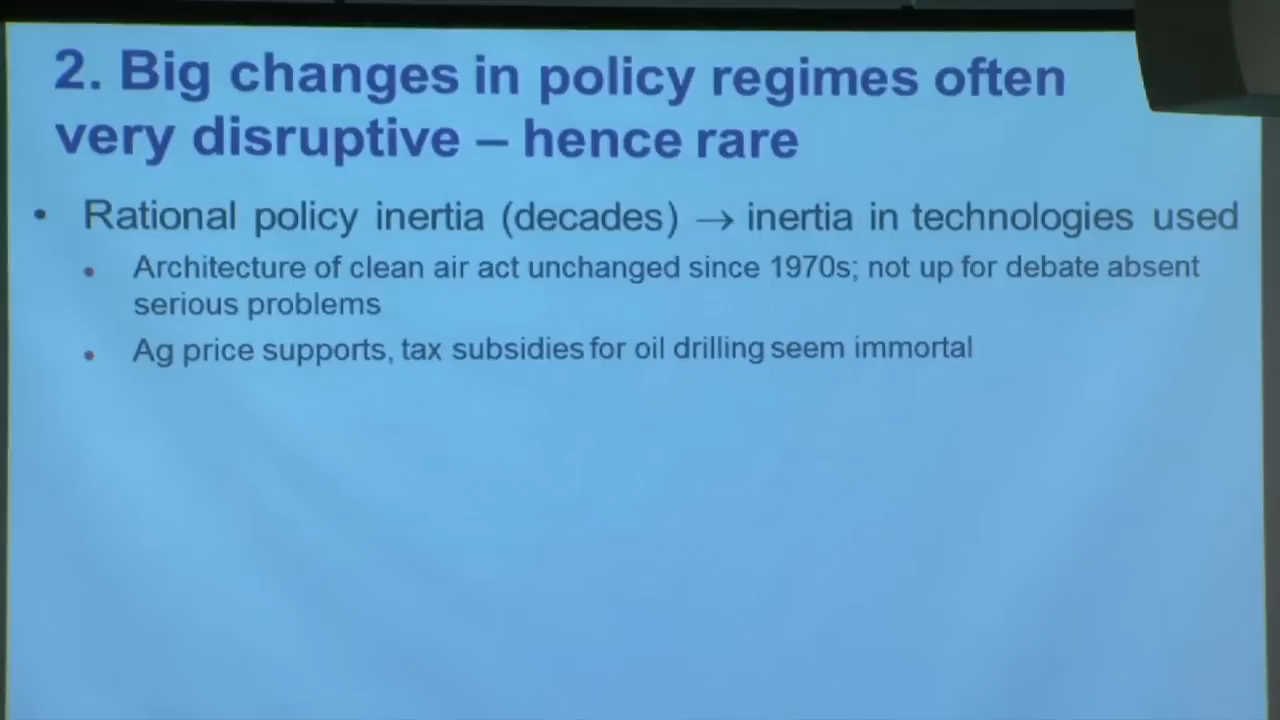 2. Big changes in policy regimes often
very disruptive – hence rare
• Rational policy inertia (decades) → inertia in technologies used
• Architecture of clean air act unchanged since 1970s; not up for debate absent
serious problems
• Ag price supports, tax subsidies for oil drilling seem immortal